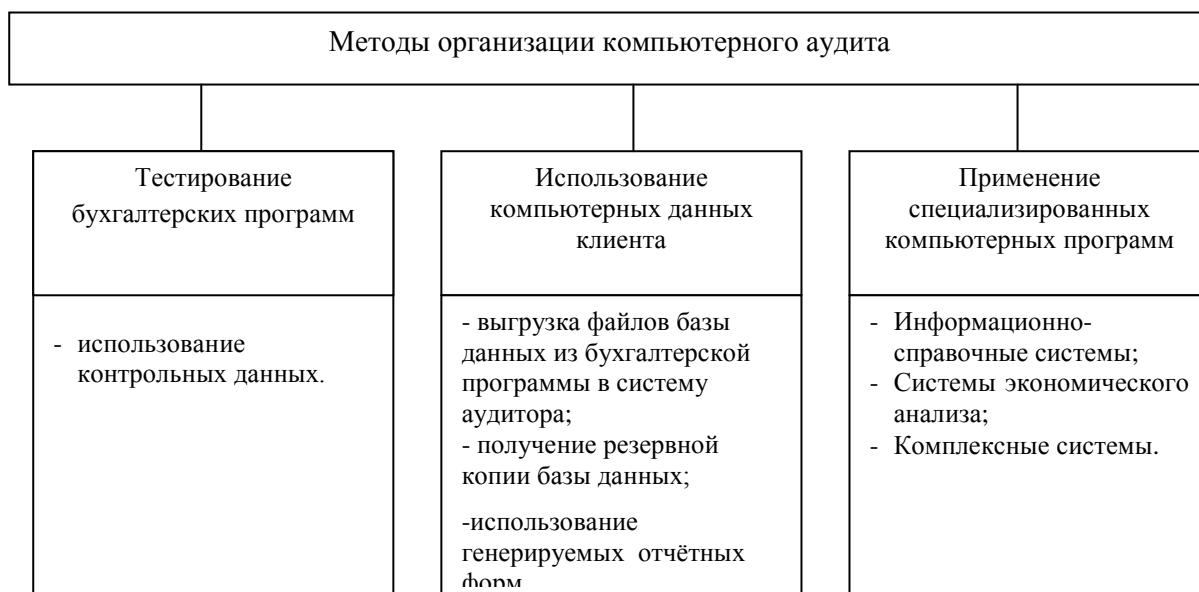 Методы организации компьютерного аудита
Тестирование
бухгалтерских программ
- использование
контрольных данных.
Использование
компьютерных данных
клиента
- выгрузка файлов базы
данных из бухгалтерской
программы в систему
аудитора;
- получение резервной
копии базы данных;
-использование
генерируемых отчётных
форм
Применение
специализированных
компьютерных программ
- Информационно-
справочные системы;
- Системы экономического
анализа;
- Комплексные системы.